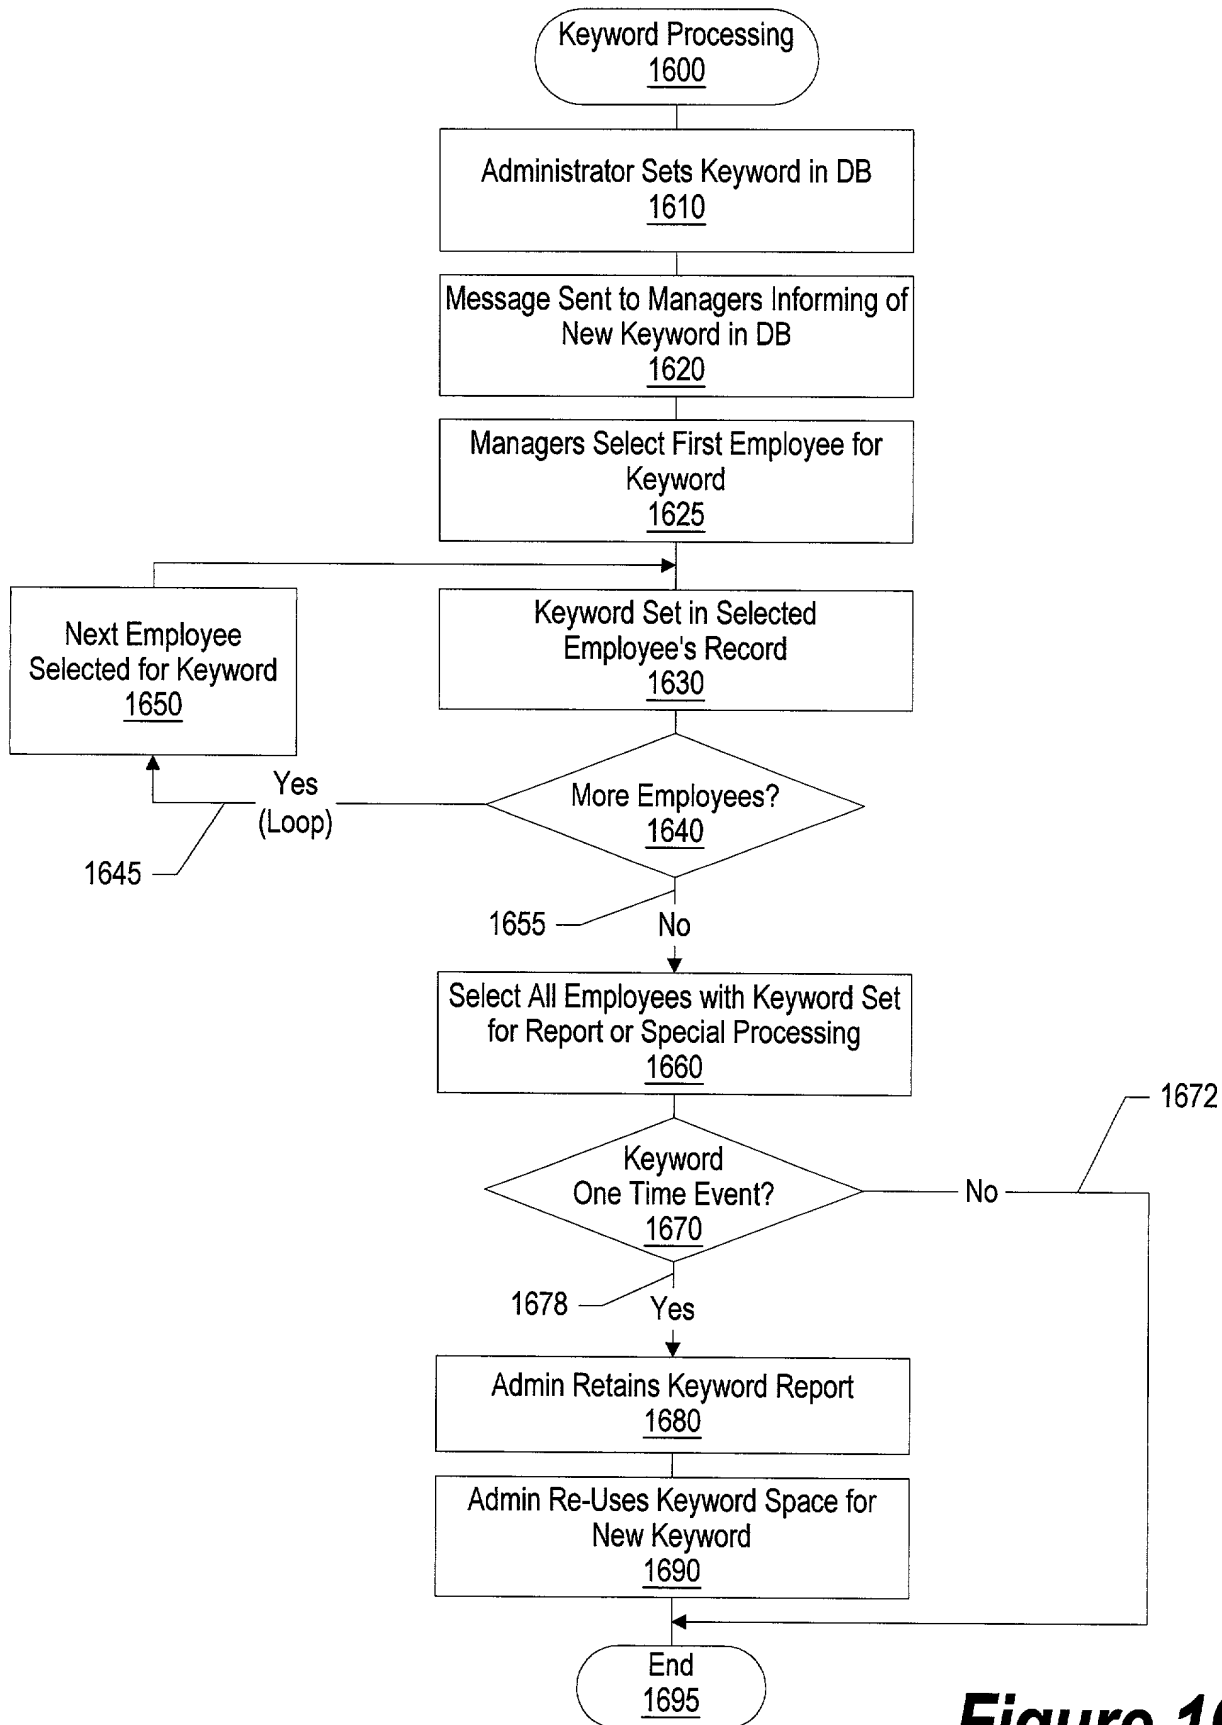 Keyword Processing
1600
Administrator Sets Keyword in DB
1610
Message Sent to Managers Informing of
New Keyword in DB
1620
Managers Select First Employee for
Keyword
1625
Next Employee
Selected for Keyword
1650
Keyword Set in Selected
Employee's Record
1630
Yes
(Loop)
1645
More Employees?
1640
1655
No
Select All Employees with Keyword Set
for Report or Special Processing
1660
1672
Keyword
One Time Event?
1670
No
1678
Yes
Admin Retains Keyword Report
1680
Admin Re-Uses Keyword Space for
New Keyword
1690
End
1695
Figure